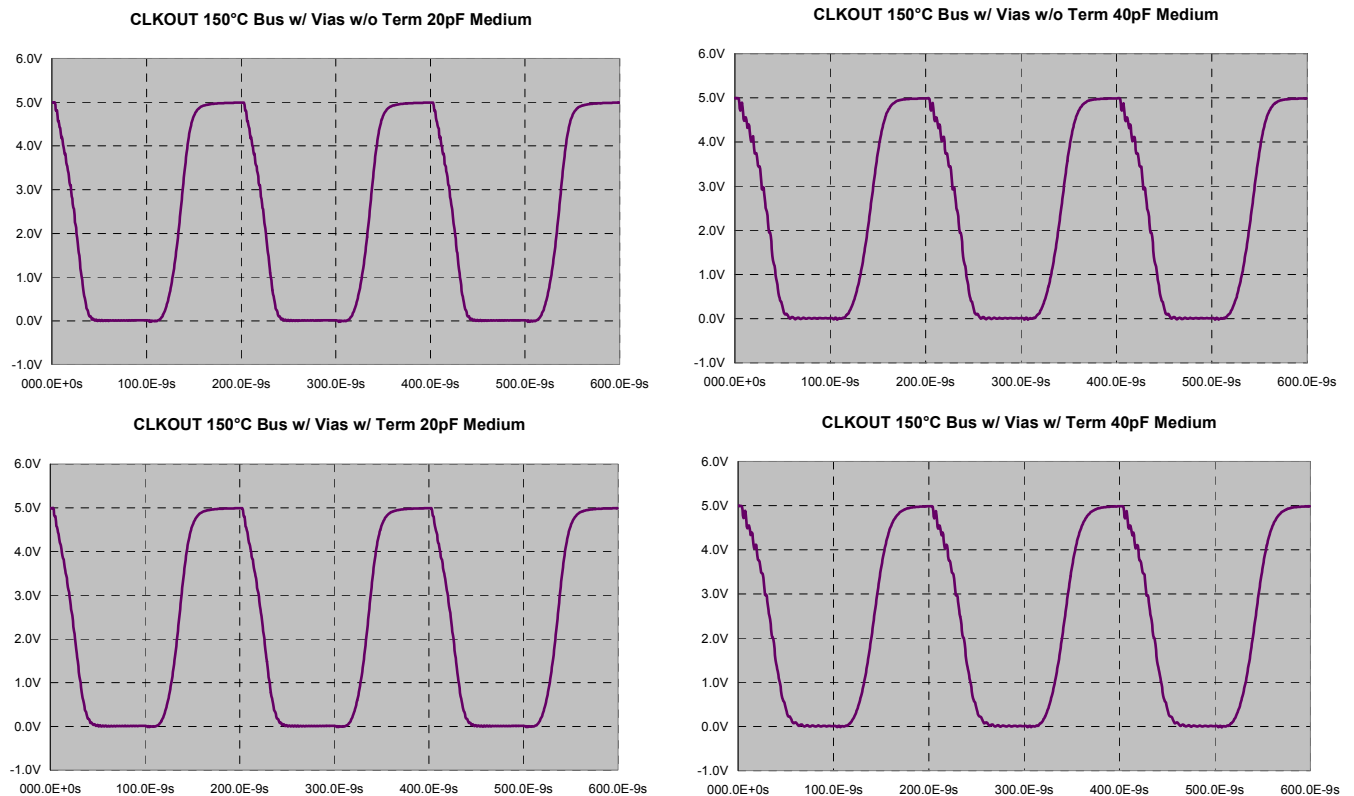 CLKOUT 150°C Bus w/ Vias w/o Term 20pF Medium
6.0V
5.0V
4.0V
3.0V
2.0V
1.0V
0.0V
-1.0V
000.0E+0s 100.0E-9s 200.0E-9s 300.0E-9s 400.0E-9s 500.0E-9s 600.0E-9s
CLKOUT 150°C Bus w/ Vias w/o Term 40pF Medium
6.0V
5.0V
4.0V
3.0V
2.0V
1.0V
0.0V
-1.0V
000.0E+0s 100.0E-9s 200.0E-9s 300.0E-9s 400.0E-9s 500.0E-9s 600.0E-9s
CLKOUT 150°C Bus w/ Vias w/ Term 20pF Medium
6.0V
5.0V
4.0V
3.0V
2.0V
1.0V
0.0V
-1.0V
000.0E+0s 100.0E-9s 200.0E-9s 300.0E-9s 400.0E-9s 500.0E-9s 600.0E-9s
CLKOUT 150°C Bus w/ Vias w/ Term 40pF Medium
6.0V
5.0V
4.0V
3.0V
2.0V
1.0V
0.0V
-1.0V
000.0E+0s 100.0E-9s 200.0E-9s 300.0E-9s 400.0E-9s 500.0E-9s 600.0E-9s